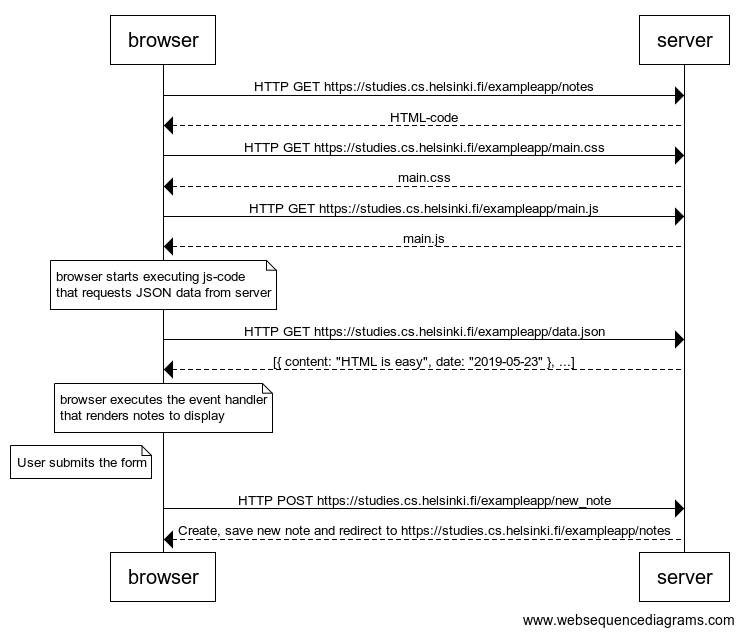 browser
server
HTTP GET https://studies.cs.helsinki.fi/exampleapp/notes
HTML-code
HTTP GET https://studies.cs.helsinki.fi/exampleapp/main.css
main.css
HTTP GET https://studies.cs.helsinki.fi/exampleapp/main.js
main.js
browser starts executing js-code
that requests JSON data from server
HTTP GET https://studies.cs.helsinki.fi/exampleapp/data.json
[{ content: "HTML is easy", date: "2019-05-23" }, ...]
browser executes the event handler
that renders notes to display
User submits the form
HTTP POST https://studies.cs.helsinki.fi/exampleapp/new_note
Create, save new note and redirect to https://studies.cs.helsinki.fi/exampleapp/notes
browser
server
www.websequencediagrams.com